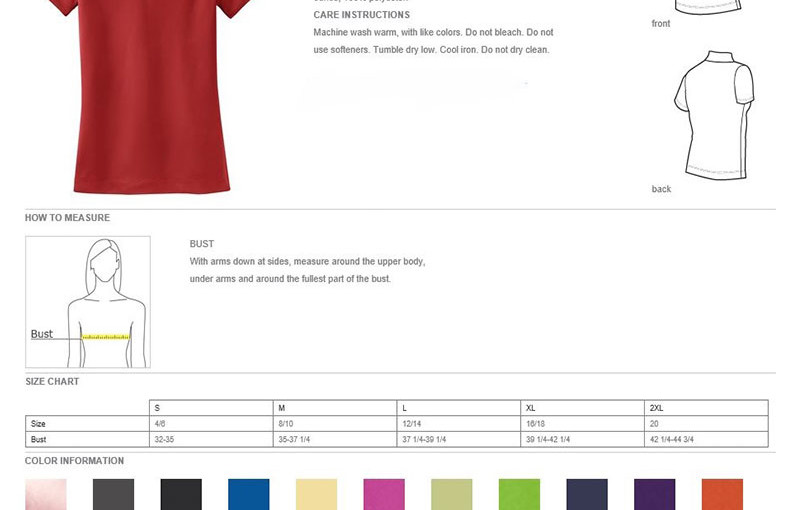 CARE INSTRUCTIONS
Machine wash warm, with like colors. Do not bleach. Do not
use softeners. Tumble dry low. Cool iron. Do not dry clean.
front
back
HOW TO MEASURE
BUST
With arms down at sides, measure around the upper body,
under arms and around the fullest part of the bust.
Bust
SIZE CHART
S M L XL 2XL
Size 4/6 8/10 12/14 16/18 20
Bust 32-35 35-37 1/4 37 1/4-39 1/4 39 1/4-42 1/4 42 1/4-44 3/4
COLOR INFORMATION